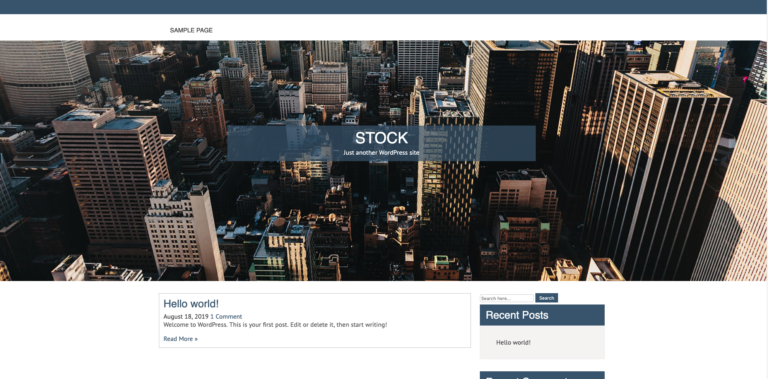 SAMPLE PAGE
STOCK
Just another WordPress site
Hello world!
August 18, 2019 1 Comment
Welcome to WordPress. This is your first post. Edit or delete it, then start writing!
Read More »
Search here...
Search
Recent Posts
Hello world!